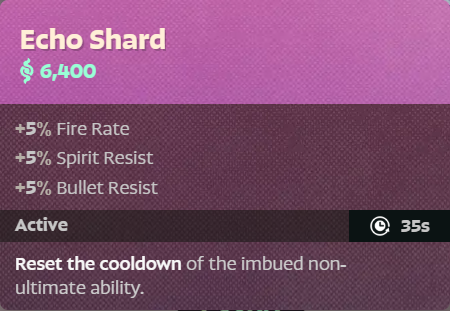 Echo Shard
6,400
+5% Fire Rate
+5% Spirit Resist
+5% Bullet Resist
Active 35s
Reset the cooldown of the imbued non-
ultimate ability.